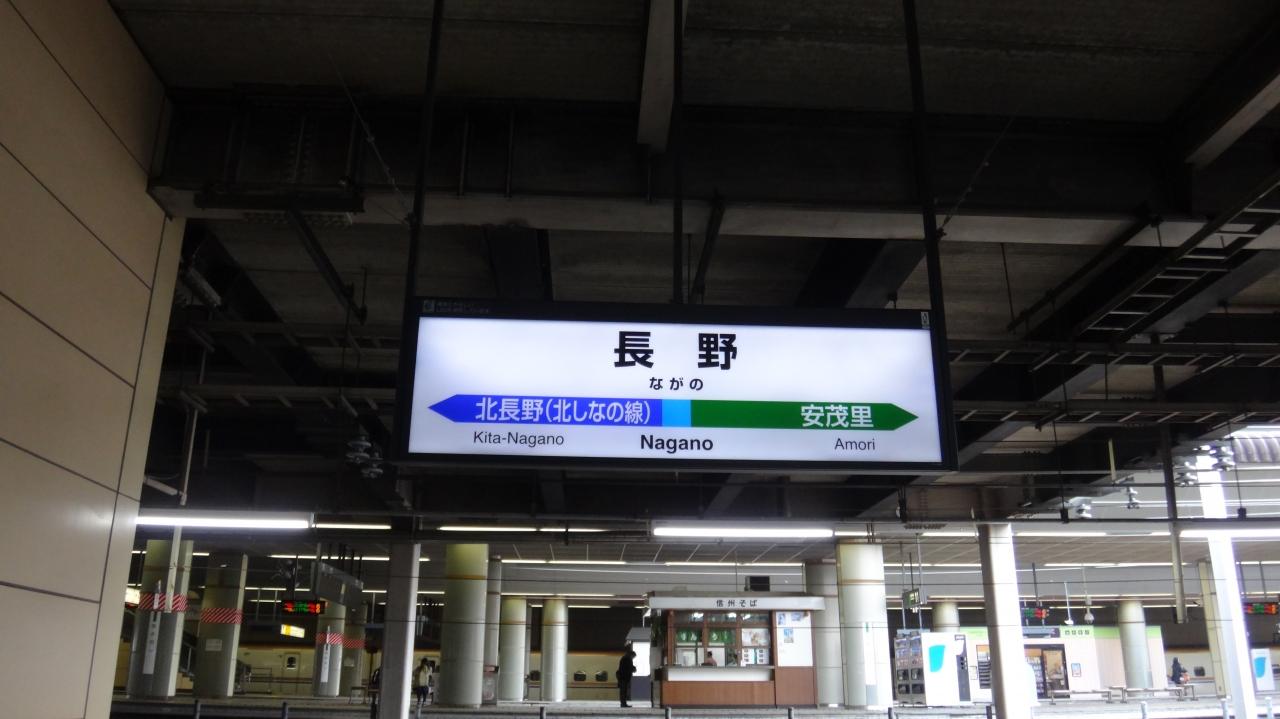 長野
ながの
北長野(北しなの線)
安茂里
Kita-Nagano
Nagano
Amori
信州そば